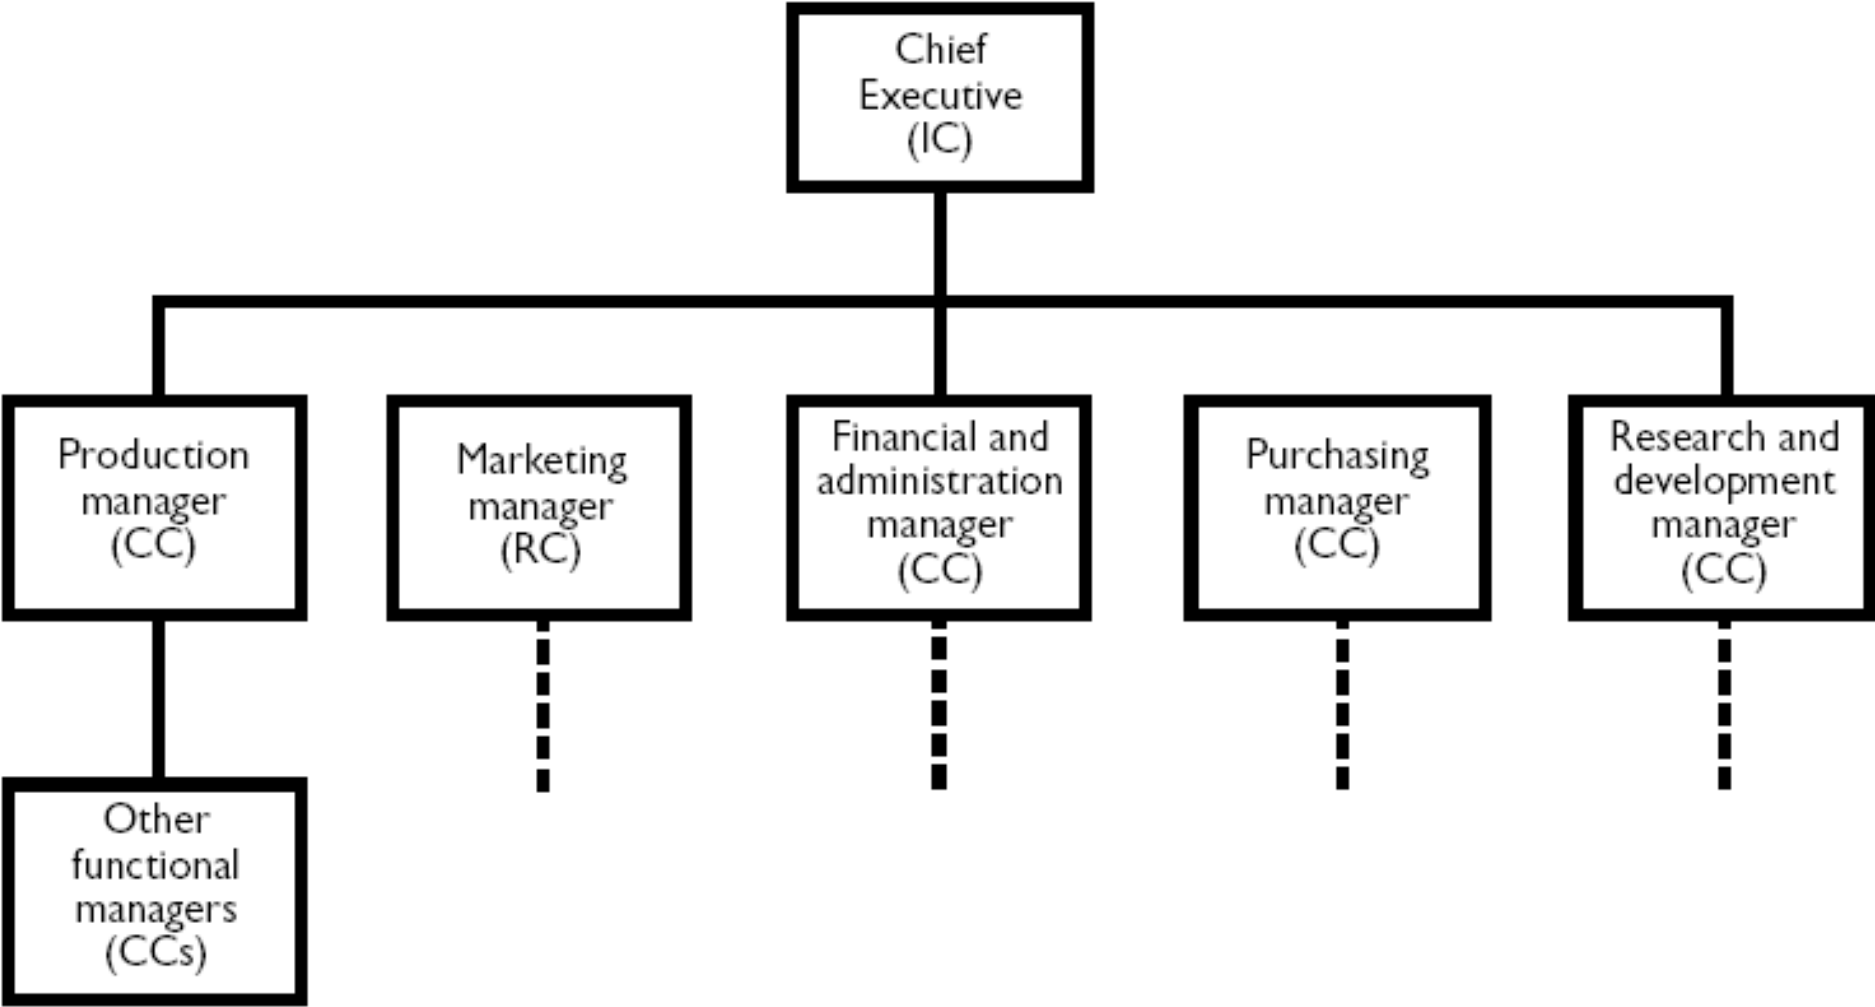 Chief
Executive
(IC)
Production
manager
(CC)
Marketing
manager
(RC)
Financial and
administration
manager
(CC)
Purchasing
manager
(CC)
Research and
development
manager
(CC)
Other
functional
managers
(CCs)